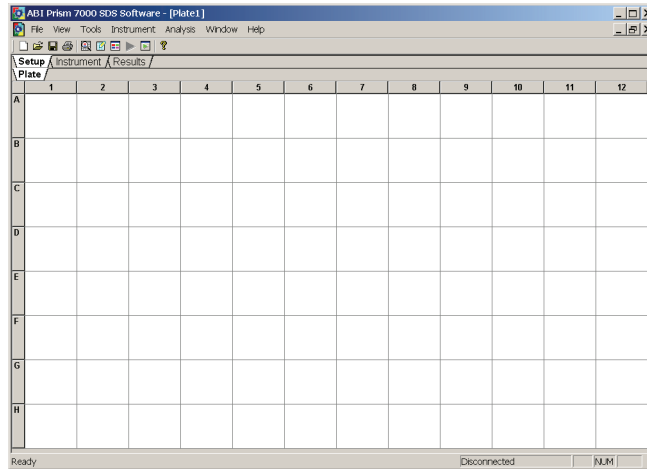 ABI Prism 7000 SDS Software - [Plate1]
File View Tools Instrument Analysis Window Help
Setup Instrument Results
Plate
1 2 3 4 5 6 7 8 9 10 11 12
A
B
C
D
E
F
G
H
Ready Disconnected NUM